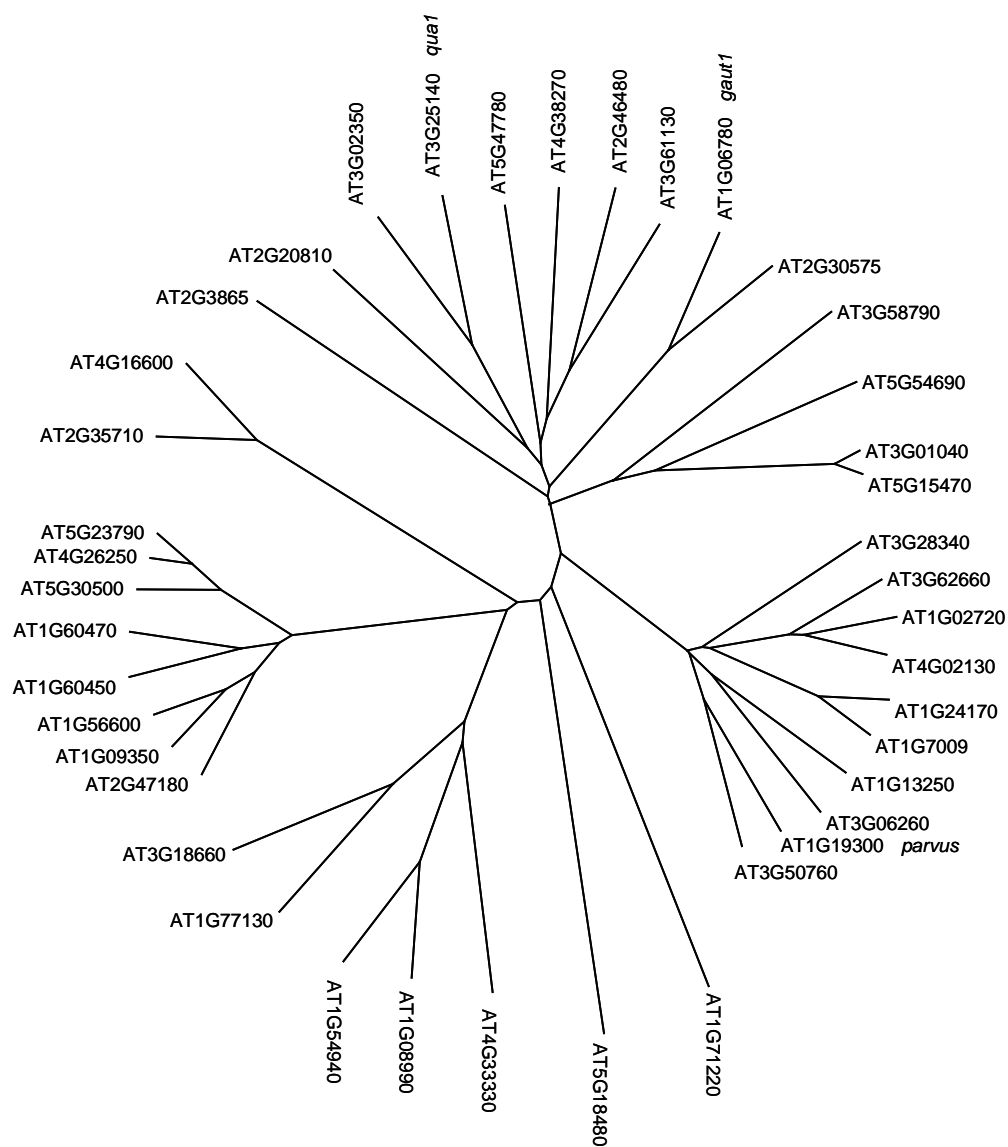 AT3G02350
AT3G25140 qua1
AT5G47780
AT4G38270
AT2G46480
AT3G61130
AT1G06780 gaut1
AT2G20810
AT2G30575
AT2G3865
AT3G58790
AT4G16600
AT5G54690
AT2G35710
AT3G01040
AT5G15470
AT5G23790
AT3G28340
AT4G26250
AT3G62660
AT5G30500
AT1G02720
AT1G60470
AT4G02130
AT1G60450
AT1G24170
AT1G56600
AT1G7009
AT1G09350
AT1G13250
AT2G47180
AT3G06260
AT1G19300 parvus
AT3G18660
AT3G50760
AT1G77130
AT1G54940
AT1G08990
AT4G33330
AT5G18480
AT1G71220